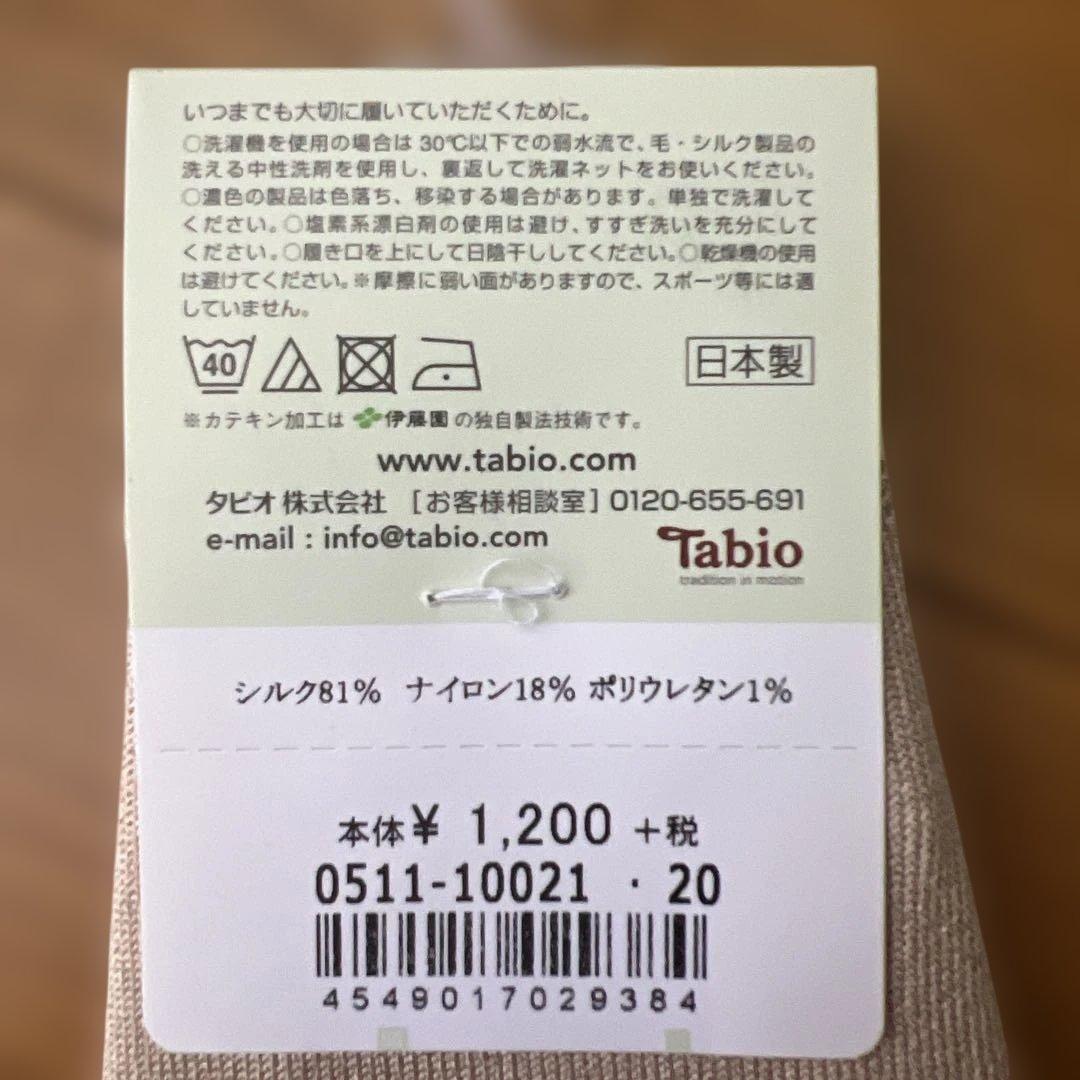 いつまでも大切に履いていただくために。
○洗濯機を使用の場合は30℃以下での弱水流で、毛・シルク製品の
洗える中性洗剤を使用し、裏返して洗濯ネットをお使いください。
○濃色の製品は色落ち、移染する場合があります。単独で洗濯して
ください。○塩素系漂白剤の使用は避け、すすぎ洗いを充分にして
ください。○履き口を上にして日陰干ししてください。○乾燥機の使用
は避けてください。※摩擦に弱い面がありますので、スポーツ等には適
していません。
40
日本製
※カテキン加工は 伊藤園 の独自製法技術です。
www.tabio.com
タビオ株式会社 [お客様相談室] 0120-655-691
e-mail : info@tabio.com
Tabio
tradition in motion
シルク81% ナイロン18% ポリウレタン1%
本体¥ 1,200 +税
0511-10021 · 20
4549017029384